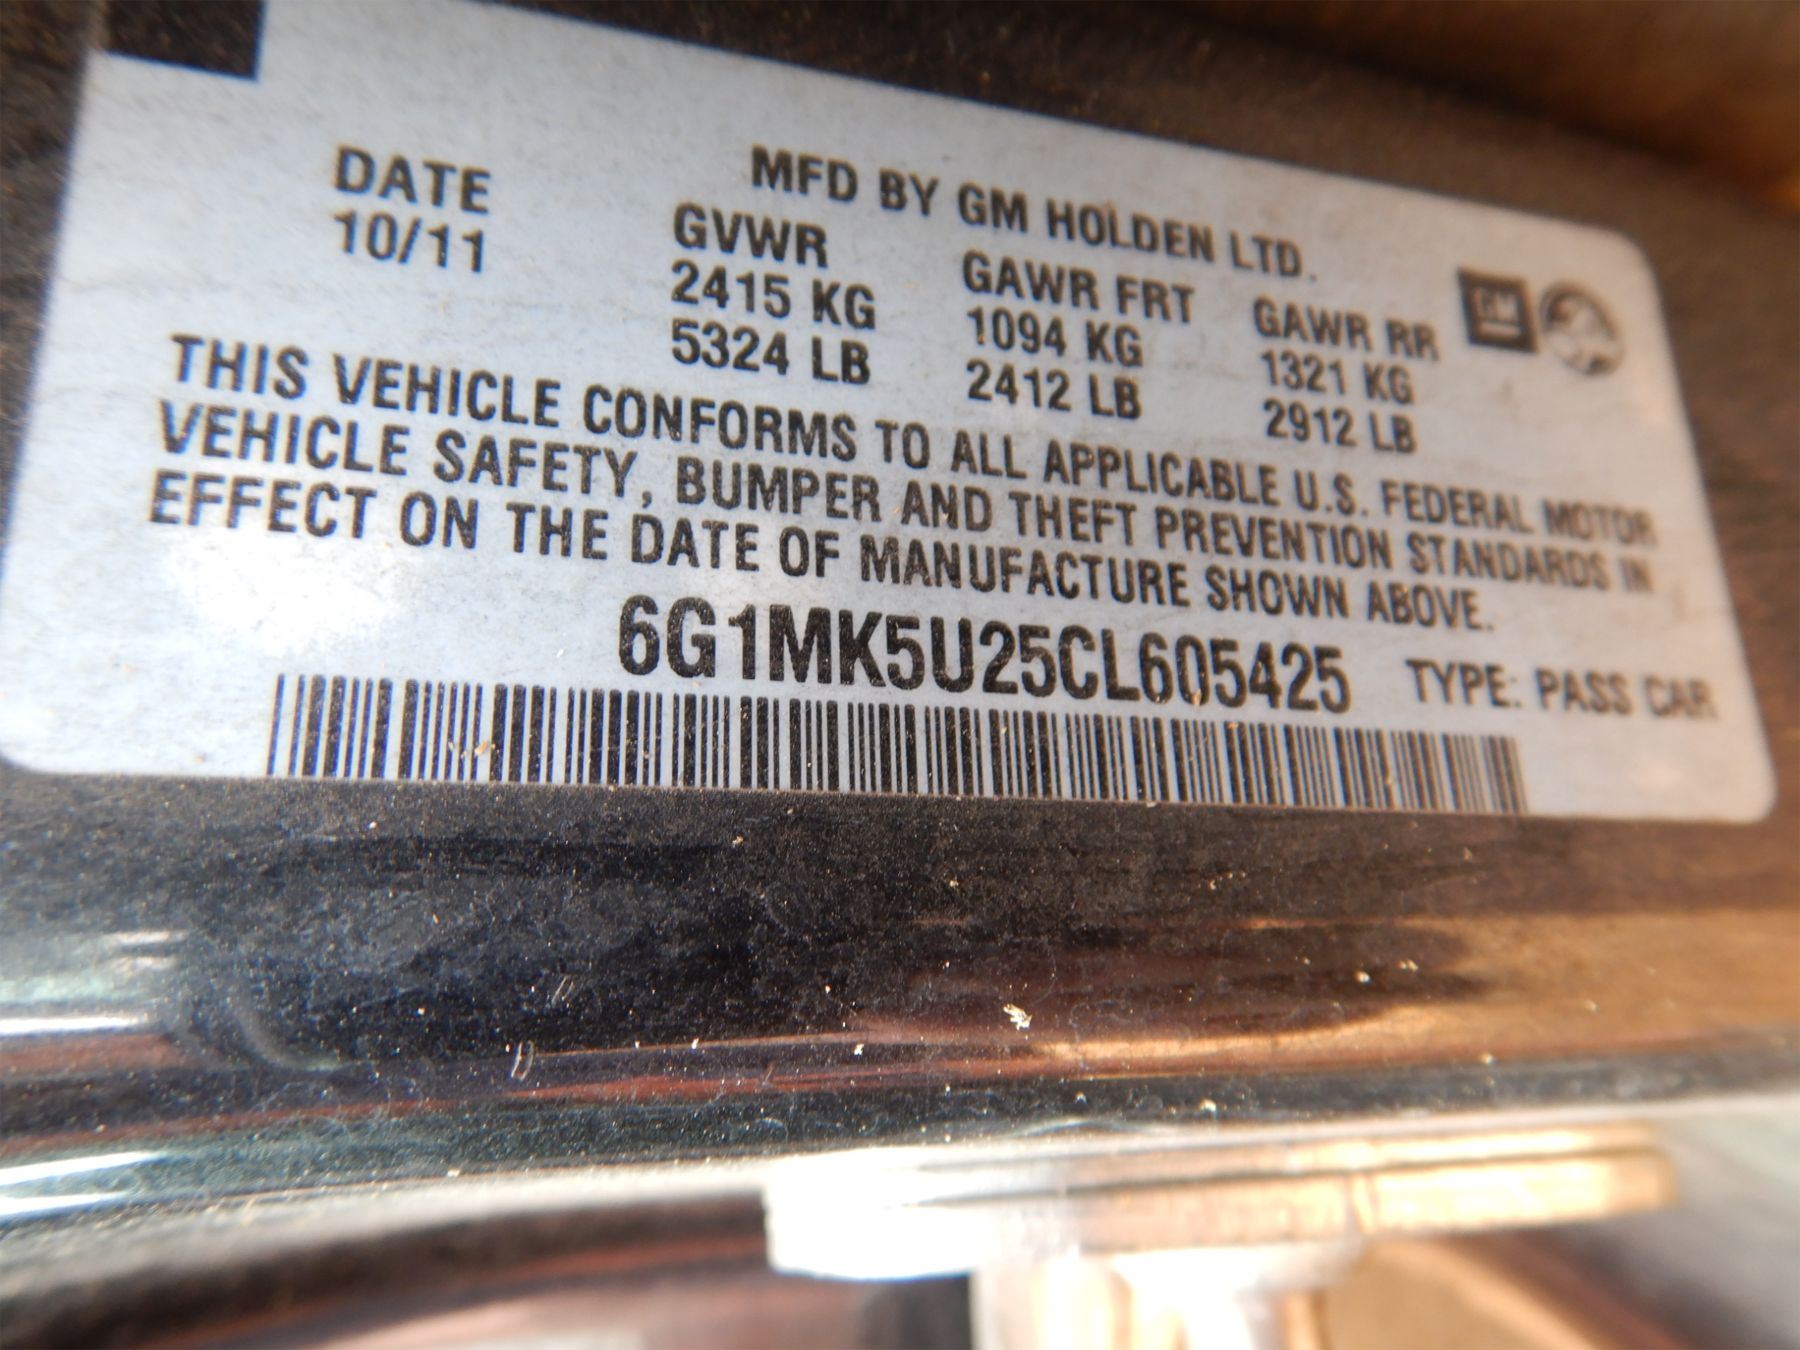 MFD BY GM HOLDEN LTD.
DATE
10/11
GVWR
2415 KG
5324 LB
GAWR FRT
1094 KG
2412 LB
GAWR RR
1321 KG
2912 LB
GM
THIS VEHICLE CONFORMS TO ALL APPLICABLE U.S. FEDERAL MOTOR
VEHICLE SAFETY, BUMPER AND THEFT PREVENTION STANDARDS IN
EFFECT ON THE DATE OF MANUFACTURE SHOWN ABOVE.
6G1MK5U25CL605425 TYPE: PASS CAR